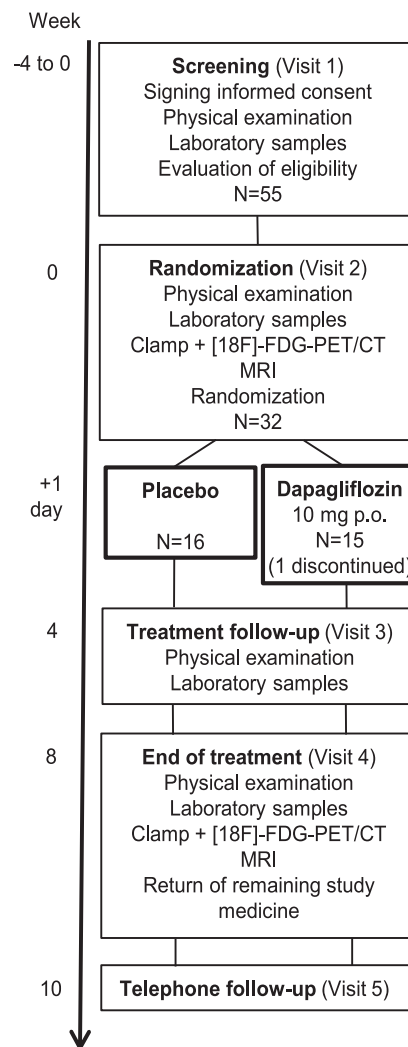 Week
-4 to 0
Screening (Visit 1)
Signing informed consent
Physical examination
Laboratory samples
Evaluation of eligibility
N=55
0
Randomization (Visit 2)
Physical examination
Laboratory samples
Clamp + [18F]-FDG-PET/CT
MRI
Randomization
N=32
+1
day
Placebo
N=16
Dapagliflozin
10 mg p.o.
N=15
(1 discontinued)
4
Treatment follow-up (Visit 3)
Physical examination
Laboratory samples
8
End of treatment (Visit 4)
Physical examination
Laboratory samples
Clamp + [18F]-FDG-PET/CT
MRI
Return of remaining study
medicine
10
Telephone follow-up (Visit 5)